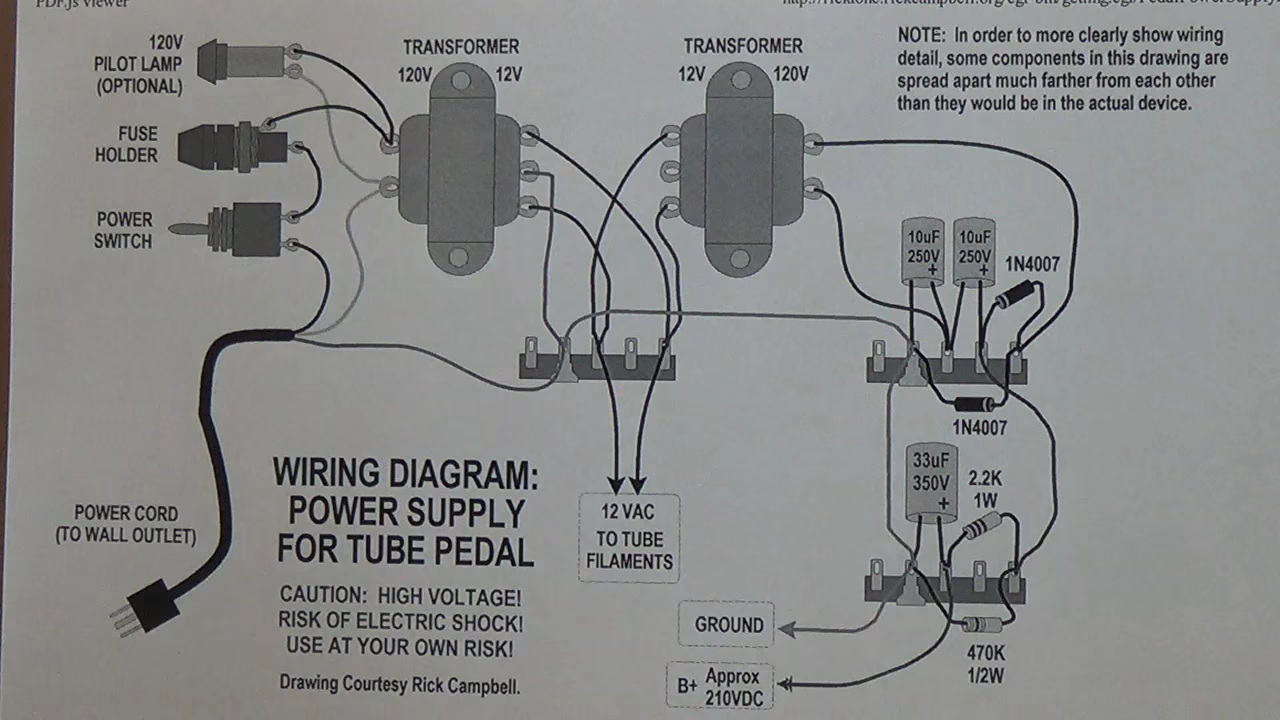 PDF.js viewer
120V
PILOT LAMP
(OPTIONAL)
FUSE
HOLDER
POWER
SWITCH
TRANSFORMER
120V 12V
TRANSFORMER
12V 120V
NOTE: In order to more clearly show wiring
detail, some components in this drawing are
spread apart much farther from each other
than they would be in the actual device.
10uF
250V
+
10uF
250V
+
1N4007
1N4007
33uF
350V
+
2.2K
1W
470K
1/2W
POWER CORD
(TO WALL OUTLET)
WIRING DIAGRAM:
POWER SUPPLY
FOR TUBE PEDAL
CAUTION: HIGH VOLTAGE!
RISK OF ELECTRIC SHOCK!
USE AT YOUR OWN RISK!
Drawing Courtesy Rick Campbell.
12 VAC
TO TUBE
FILAMENTS
GROUND
B+ Approx
210VDC